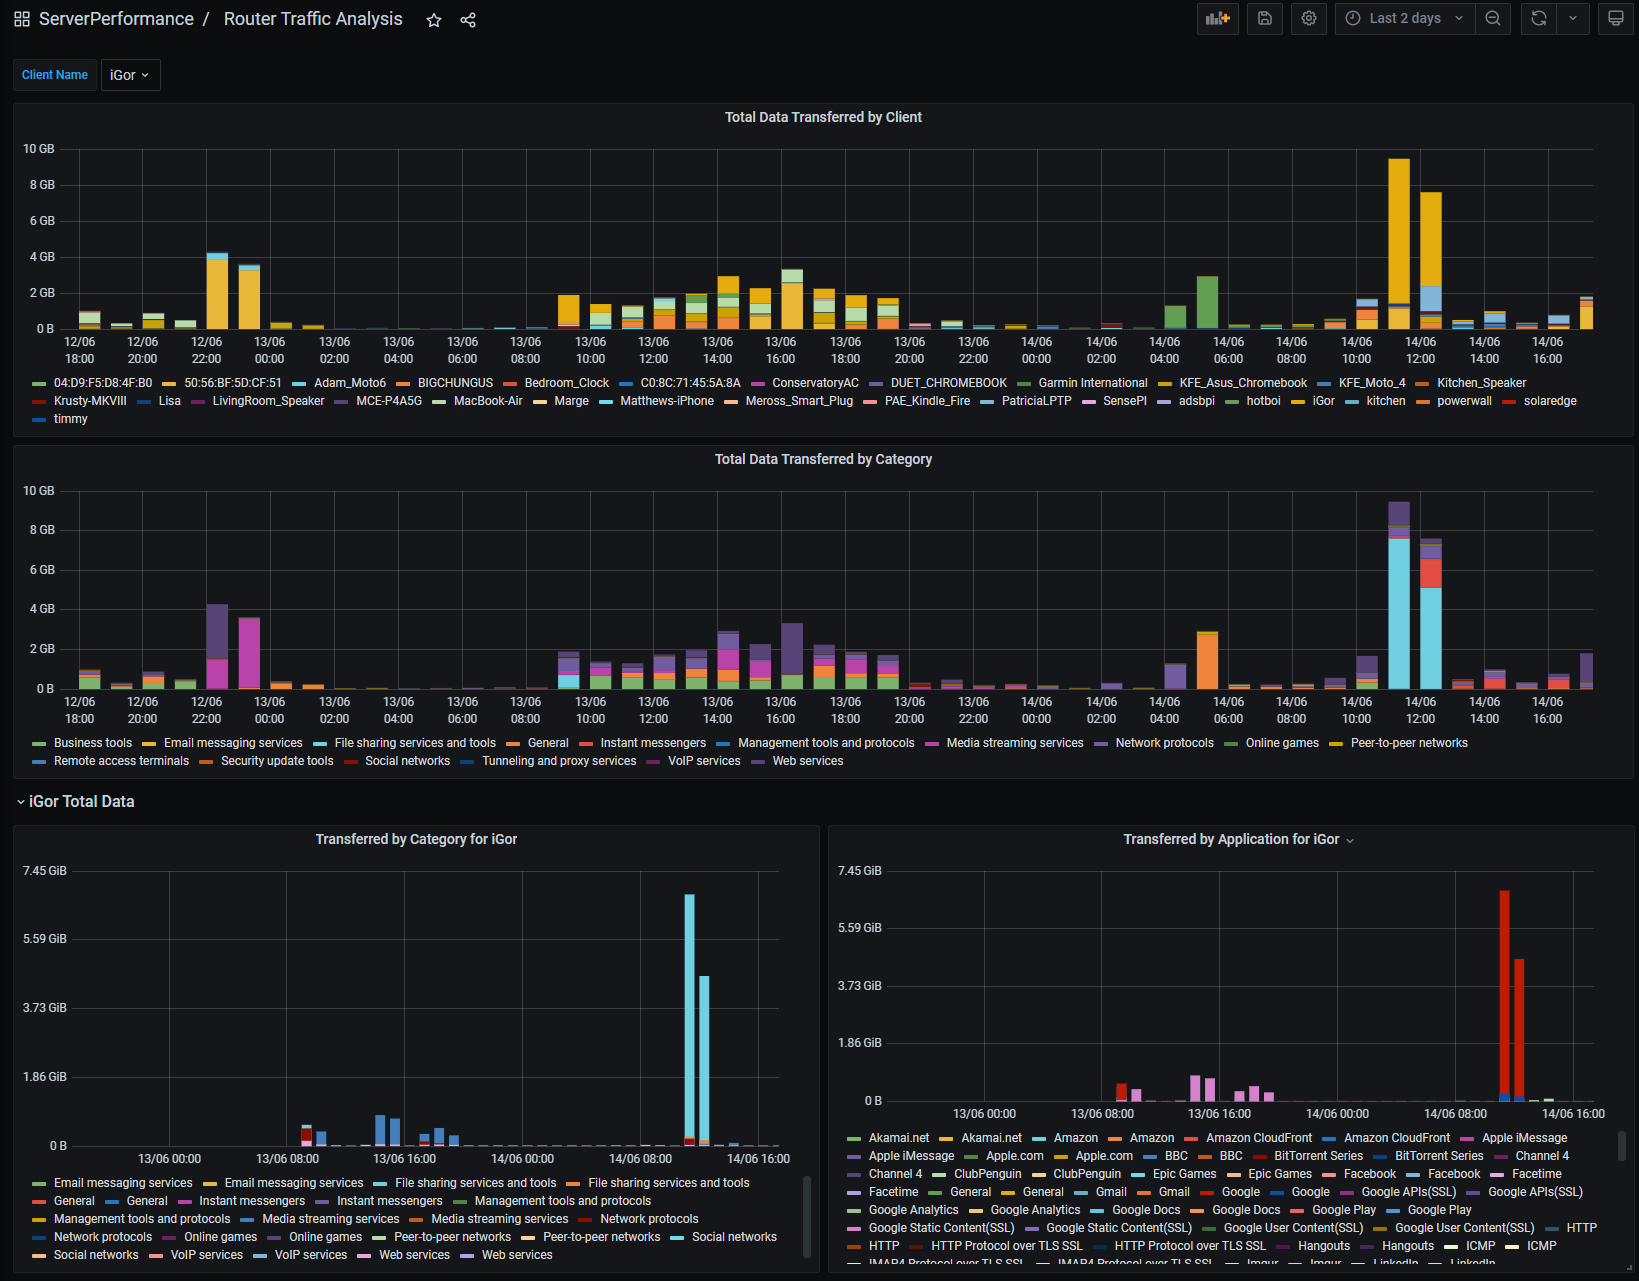 ServerPerformance / Router Traffic Analysis
Last 2 days
Client Name iGor
Total Data Transferred by Client
10 GB
8 GB
6 GB
4 GB
2 GB
0 B
12/06 12/06 12/06 13/06 13/06 13/06 13/06 13/06 13/06 13/06 13/06 13/06 13/06 13/06 13/06 14/06 14/06 14/06 14/06 14/06 14/06 14/06 14/06 14/06
18:00 20:00 22:00 00:00 02:00 04:00 06:00 08:00 10:00 12:00 14:00 16:00 18:00 20:00 22:00 00:00 02:00 04:00 06:00 08:00 10:00 12:00 14:00 16:00
04:D9:F5:D8:4F:B0 50:56:BF:5D:CF:51 Adam_Moto6 BIGCHUNGUS Bedroom_Clock C0:8C:71:45:5A:8A ConservatoryAC DUET_CHROMEBOOK Garmin International KFE_Asus_Chromebook KFE_Moto_4 Kitchen_Speaker
Krusty-MKVIII Lisa LivingRoom_Speaker MCE-P4A5G MacBook-Air Marge Matthews-iPhone Meross_Smart_Plug PAE_Kindle_Fire PatriciaLPTP SensePI adsbpi hotboi iGor kitchen powerwall solaredge
timmy
Total Data Transferred by Category
10 GB
8 GB
6 GB
4 GB
2 GB
0 B
12/06 12/06 12/06 13/06 13/06 13/06 13/06 13/06 13/06 13/06 13/06 13/06 13/06 13/06 13/06 14/06 14/06 14/06 14/06 14/06 14/06 14/06 14/06 14/06
18:00 20:00 22:00 00:00 02:00 04:00 06:00 08:00 10:00 12:00 14:00 16:00 18:00 20:00 22:00 00:00 02:00 04:00 06:00 08:00 10:00 12:00 14:00 16:00
Business tools Email messaging services File sharing services and tools General Instant messengers Management tools and protocols Media streaming services Network protocols Online games Peer-to-peer networks
Remote access terminals Security update tools Social networks Tunneling and proxy services VoIP services Web services
iGor Total Data
Transferred by Category for iGor
7.45 GiB
5.59 GiB
3.73 GiB
1.86 GiB
0 B
13/06 00:00 13/06 08:00 13/06 16:00 14/06 00:00 14/06 08:00 14/06 16:00
Email messaging services Email messaging services File sharing services and tools File sharing services and tools
General General Instant messengers Instant messengers Management tools and protocols
Management tools and protocols Media streaming services Media streaming services Network protocols
Network protocols Online games Online games Peer-to-peer networks Peer-to-peer networks Social networks
Social networks VoIP services VoIP services Web services Web services
Transferred by Application for iGor
7.45 GiB
5.59 GiB
3.73 GiB
1.86 GiB
0 B
13/06 00:00 13/06 08:00 13/06 16:00 14/06 00:00 14/06 08:00 14/06 16:00
Akamai.net Akamai.net Amazon Amazon Amazon CloudFront Amazon CloudFront Apple iMessage
Apple iMessage Apple.com Apple.com BBC BBC BitTorrent Series BitTorrent Series Channel 4
Channel 4 ClubPenguin ClubPenguin Epic Games Epic Games Facebook Facebook Facetime
Facetime General General Gmail Gmail Google Google Google APIs(SSL) Google APIs(SSL)
Google Analytics Google Analytics Google Docs Google Docs Google Play Google Play
Google Static Content(SSL) Google Static Content(SSL) Google User Content(SSL) Google User Content(SSL) HTTP
HTTP HTTP Protocol over TLS SSL HTTP Protocol over TLS SSL Hangouts Hangouts ICMP ICMP
IMAP4 Protocol over TLS SSL IMAP4 Protocol over TLS SSL Imgur Imgur LinkedIn LinkedIn